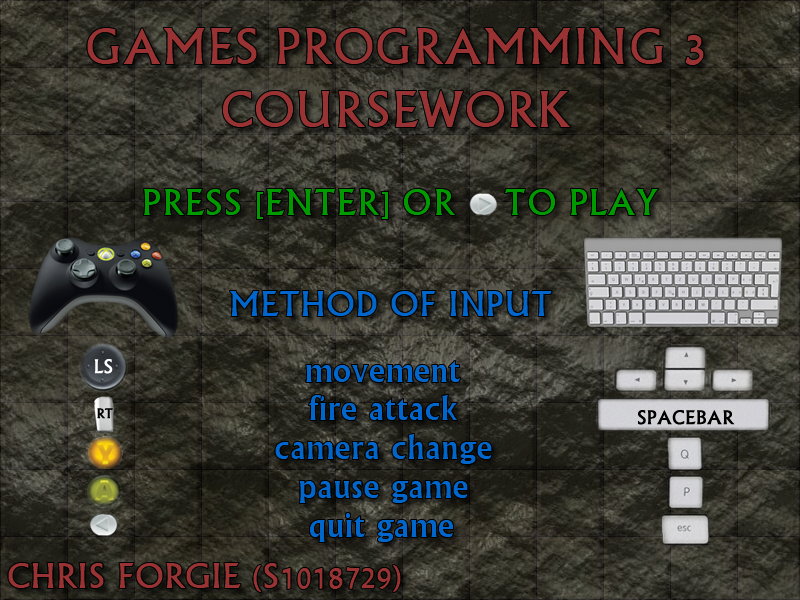 GAMES PROGRAMMING 3
COURSEWORK
PRESS [ENTER] OR TO PLAY
METHOD OF INPUT
LS movement
RT fire attack SPACEBAR
Y camera change Q
A pause game P
quit game esc
CHRIS FORGIE (S1018729)